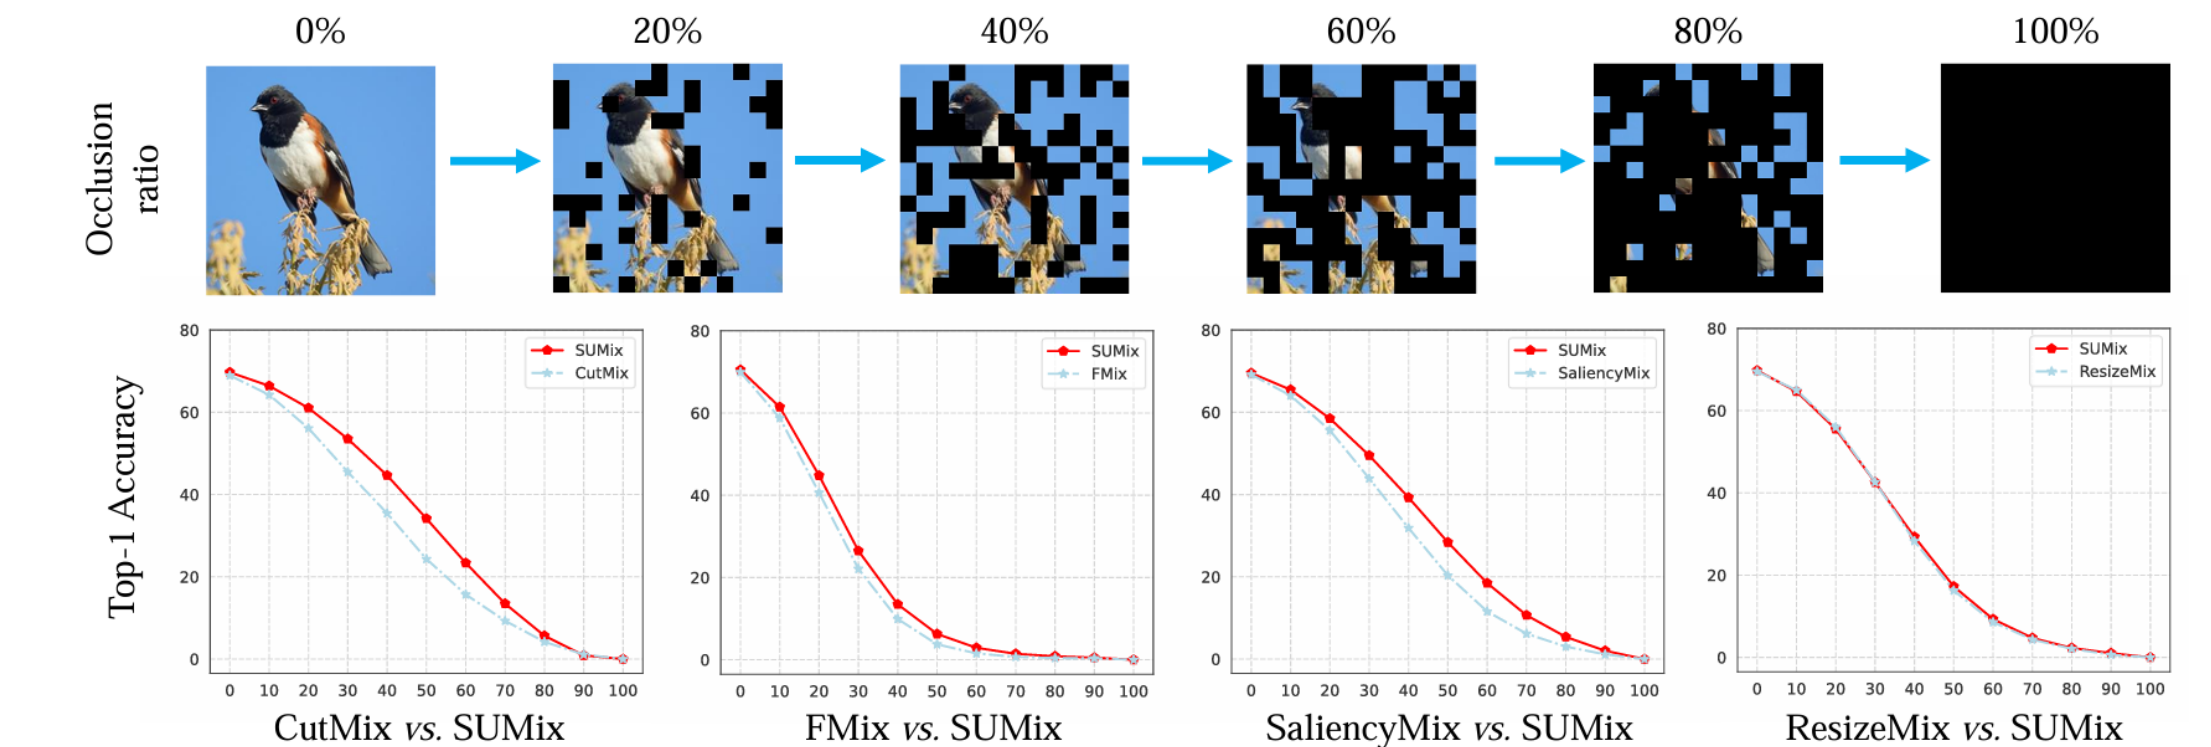 0% 20% 40% 60% 80% 100%
Occlusion
ratio
Top-1 Accuracy
80
60
40
20
0
SUMix
CutMix
0 10 20 30 40 50 60 70 80 90 100
CutMix vs. SUMix
80
60
40
20
0
SUMix
FMix
0 10 20 30 40 50 60 70 80 90 100
FMix vs. SUMix
80
60
40
20
0
SUMix
SaliencyMix
0 10 20 30 40 50 60 70 80 90 100
SaliencyMix vs. SUMix
80
60
40
20
0
SUMix
ResizeMix
0 10 20 30 40 50 60 70 80 90 100
ResizeMix vs. SUMix